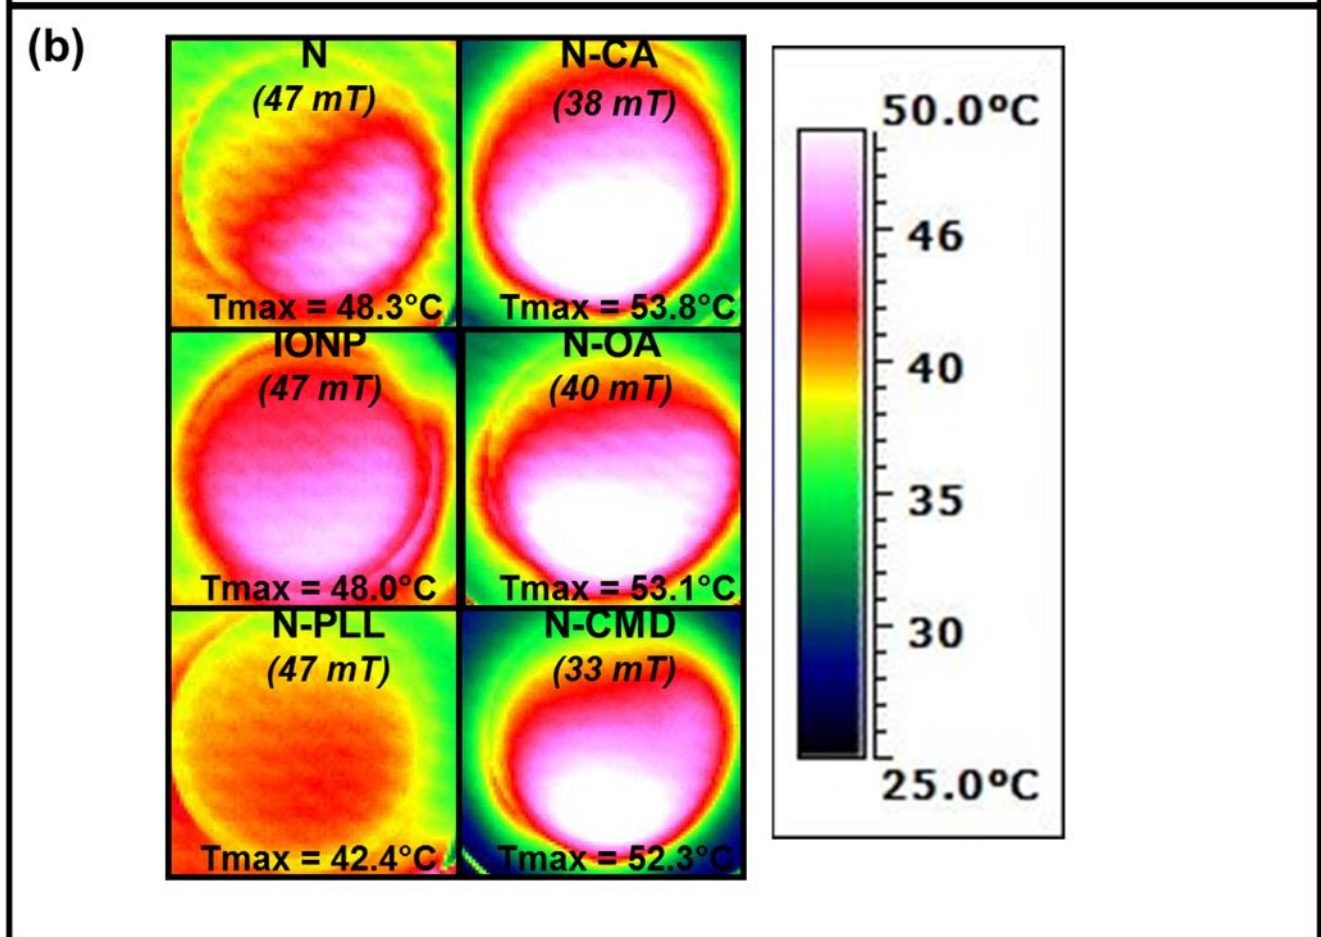 (b)
N
(47 mT)
Tmax = 48.3°C
N-CA
(38 mT)
Tmax = 53.8°C
IONP
(47 mT)
Tmax = 48.0°C
N-OA
(40 mT)
Tmax = 53.1°C
N-PLL
(47 mT)
Tmax = 42.4°C
N-CMD
(33 mT)
Tmax = 52.3°C
50.0ºC
46
40
35
30
25.0ºC